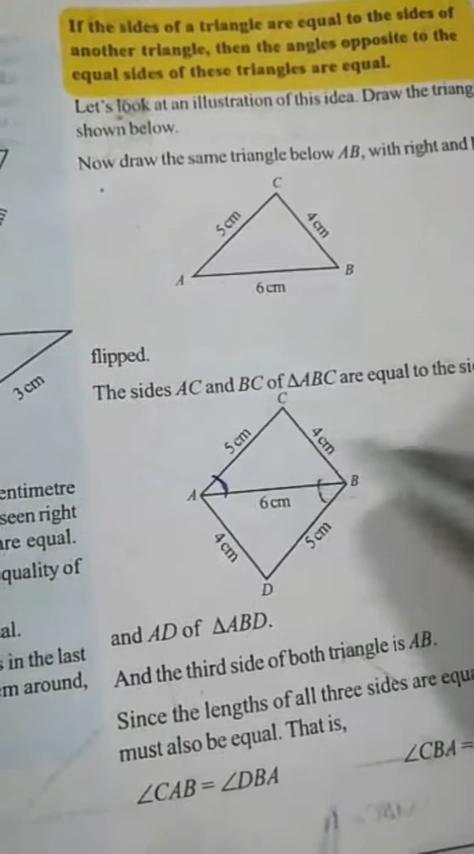 If the sides of a triangle are equal to the sides of
another triangle, then the angles opposite to the
equal sides of these triangles are equal.
Let's look at an illustration of this idea. Draw the
shown below.
Now draw the same triangle below AB, with right and
C
5 cm
4 cm
A
B
6 cm
3 cm
flipped.
The sides AC and BC of ΔABC are equal to the
C
5 cm
4 cm
A
B
6 cm
4 cm
5 cm
D
entimetre
seen right
are equal.
quality of
al.
in the last
m around,
and AD of ΔABD.
And the third side of both triangle is AB.
Since the lengths of all three sides are
must also be equal. That is,
∠CAB = ∠DBA
∠CBA =